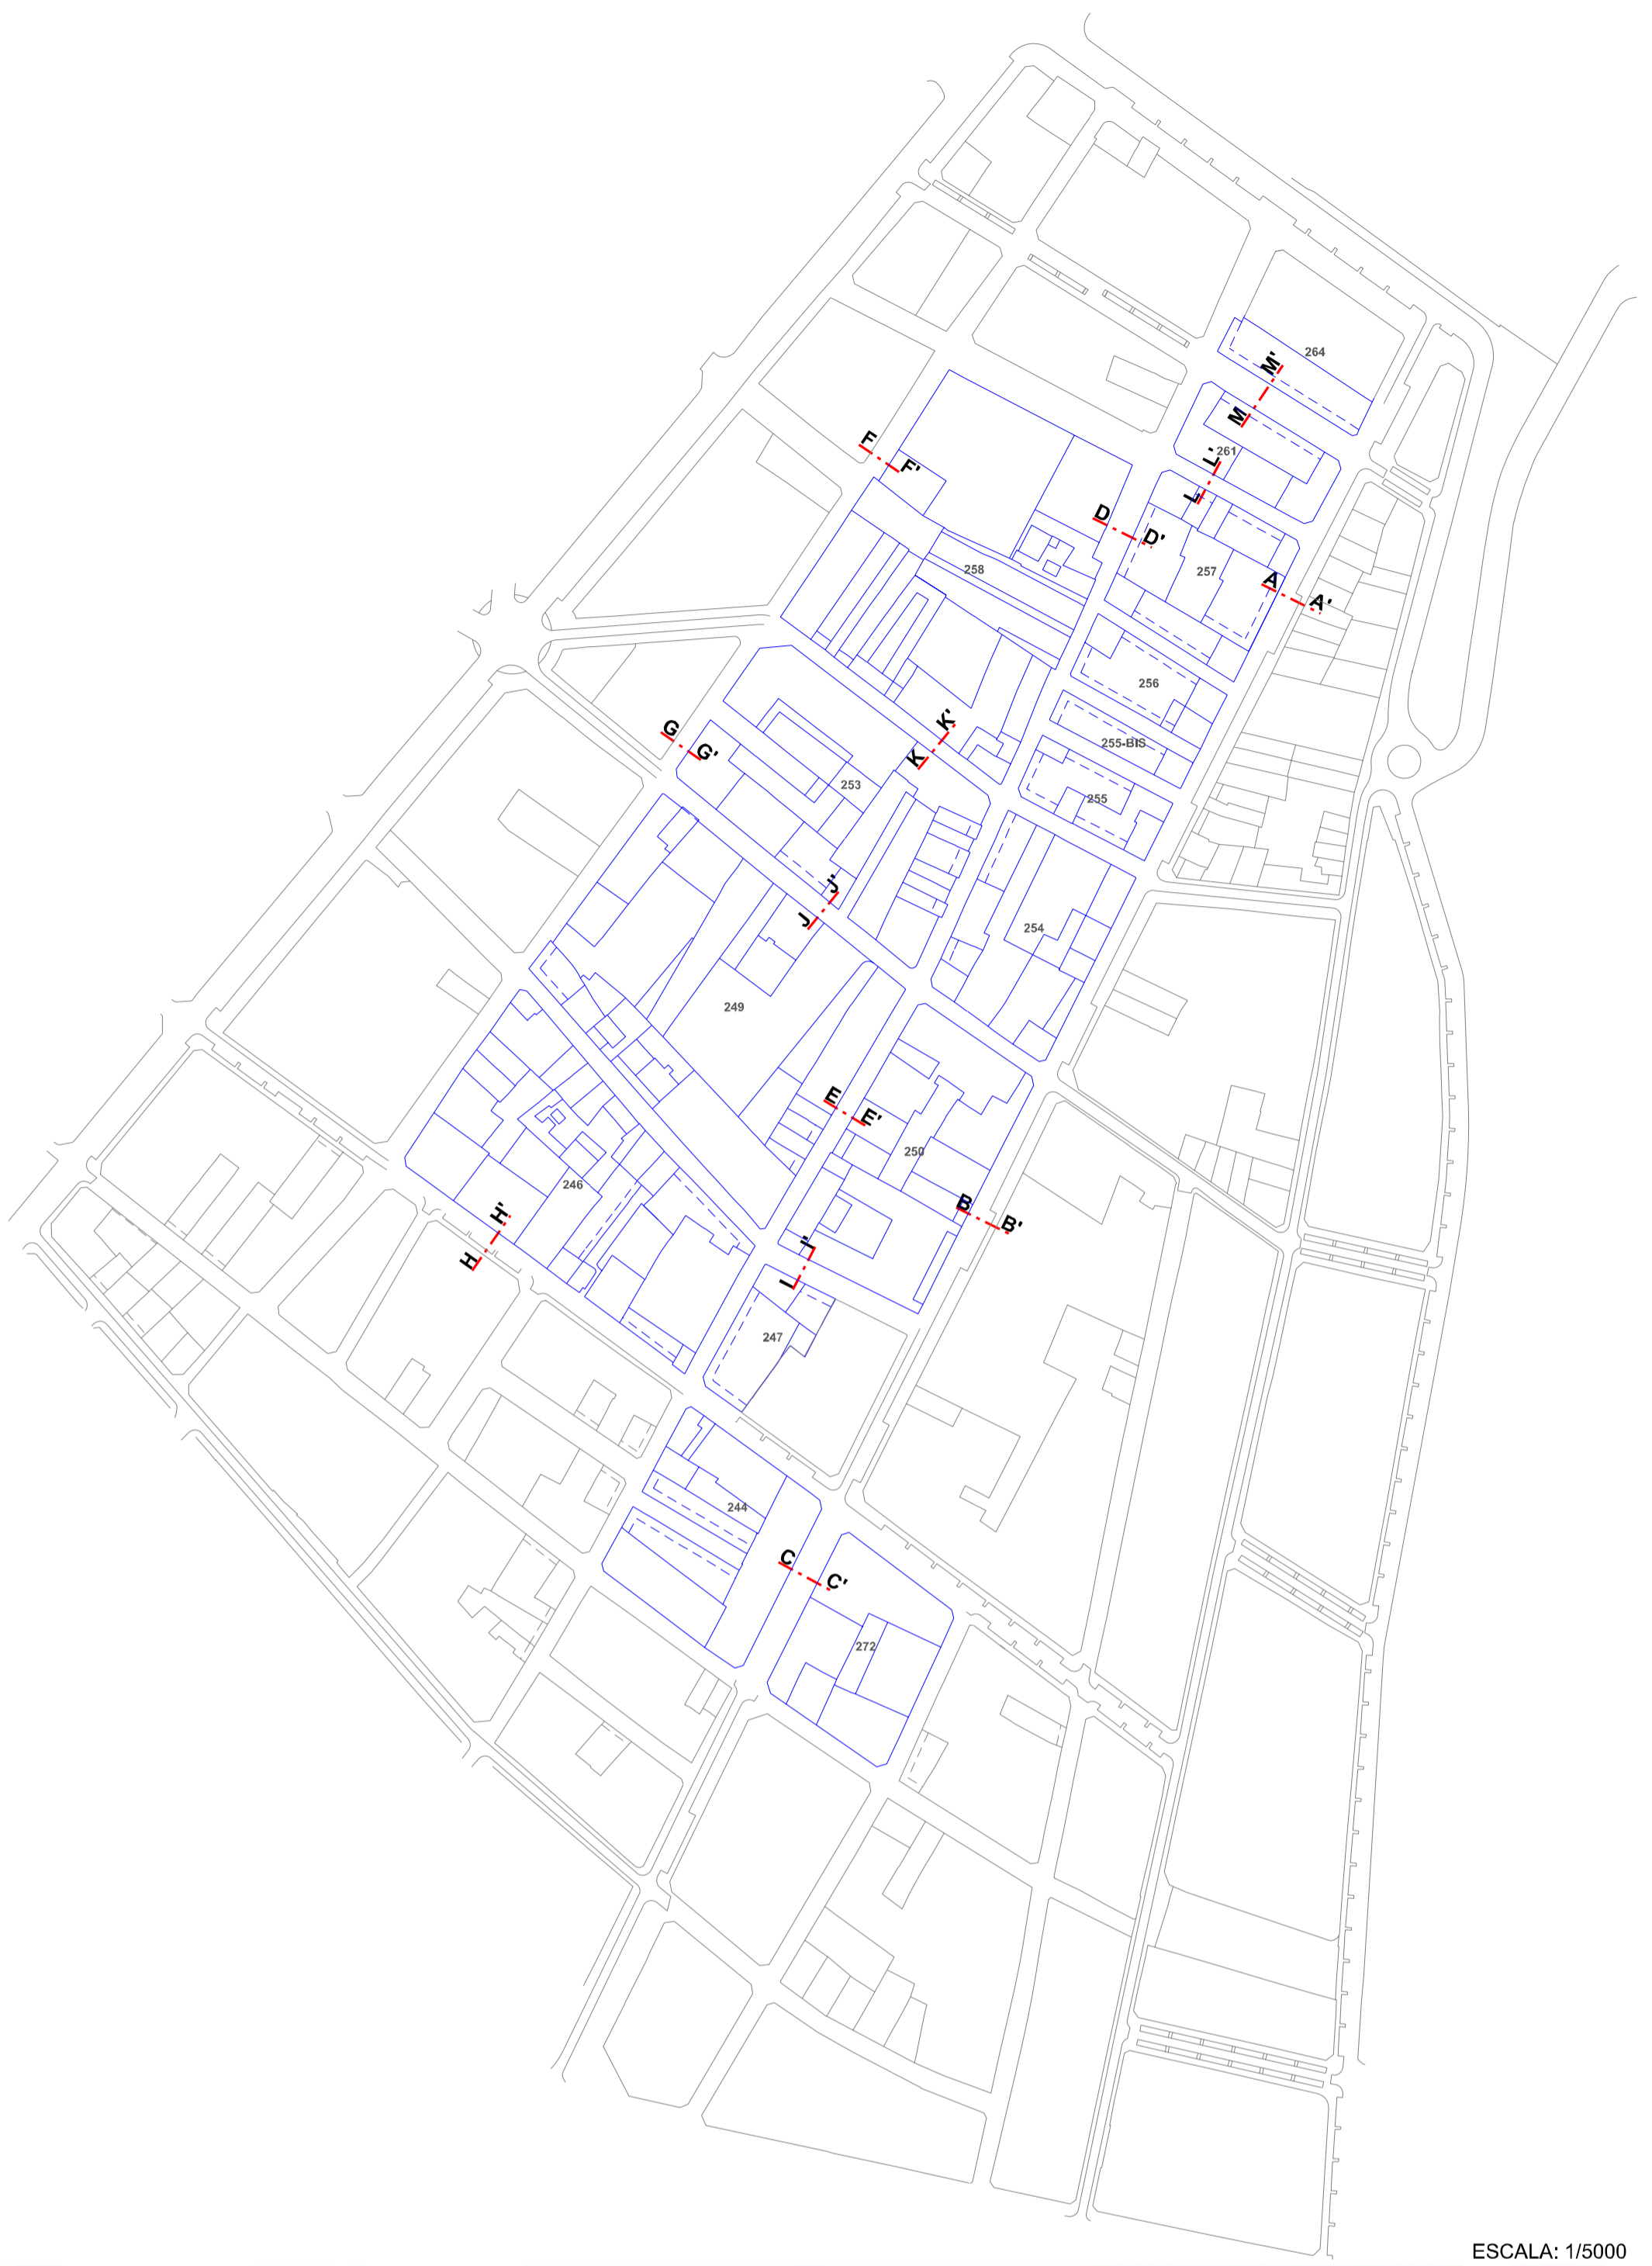 264
M'
M
261
L'
L
F
F'
D
D'
258
257
A
A'
256
K'
K
G
G'
255-BIS
253
255
J'
J
254
249
E
E'
250
246
B
B'
H'
H
I'
I
247
244
C
C'
272
ESCALA: 1/5000